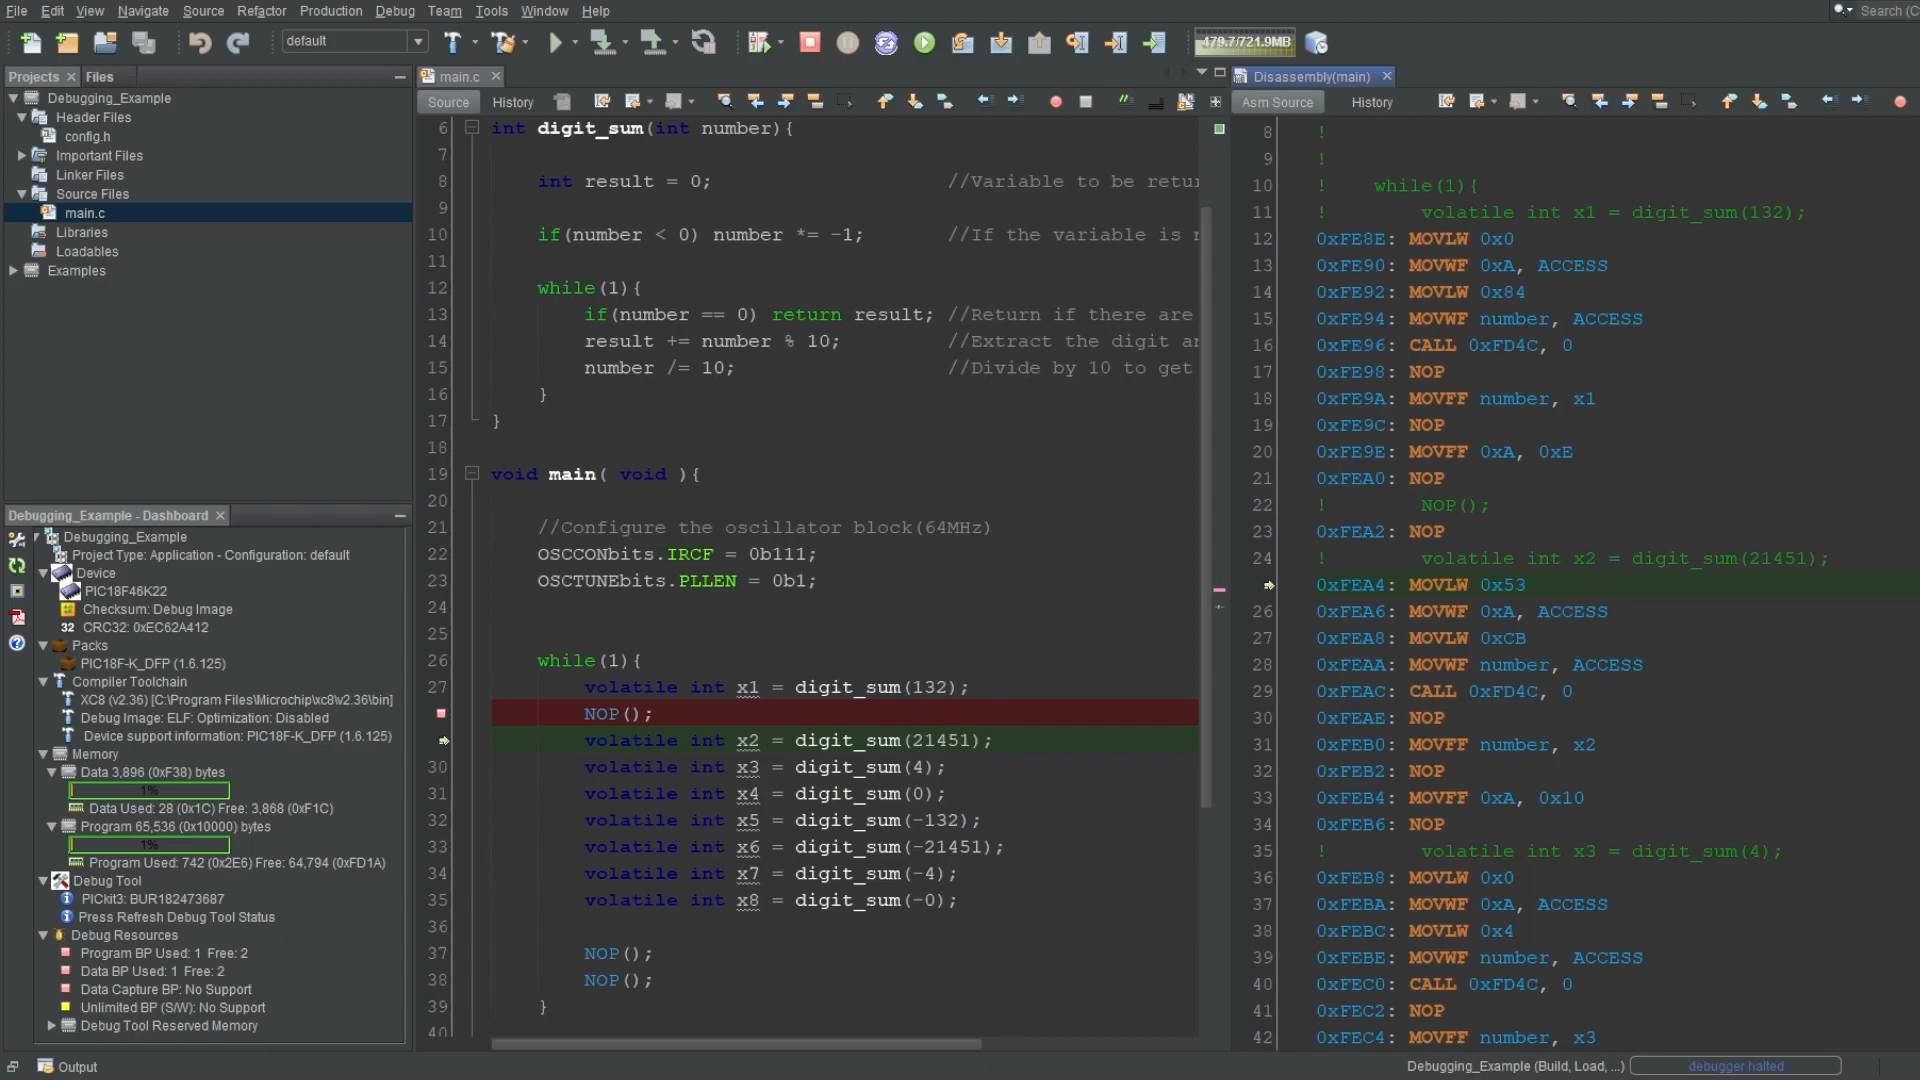 File Edit View Navigate Source Refactor Production Debug Team Tools Window Help
Search (C
default
479.7/721.9MB
Projects Files
Debugging_Example
Header Files
config.h
Important Files
Linker Files
Source Files
main.c
Libraries
Loadables
Examples
Debugging_Example - Dashboard
Debugging_Example
Project Type: Application - Configuration: default
Device
PIC18F46K22
Checksum: Debug Image
32 CRC32: 0xEC62A412
Packs
PIC18F-K_DFP (1.6.125)
Compiler Toolchain
XC8 (v2.36) [C:\Program Files\Microchip\xc8\v2.36\bin]
Debug Image: ELF: Optimization: Disabled
Device support information: PIC18F-K_DFP (1.6.125)
Memory
Data 3,896 (0xF38) bytes
1%
Data Used: 28 (0x1C) Free: 3,868 (0xF1C)
Program 65,536 (0x10000) bytes
1%
Program Used: 742 (0x2E6) Free: 64,794 (0xFD1A)
Debug Tool
PICkit3: BUR182473687
Press Refresh Debug Tool Status
Debug Resources
Program BP Used: 1 Free: 2
Data BP Used: 1 Free: 2
Data Capture BP: No Support
Unlimited BP (S/W): No Support
Debug Tool Reserved Memory
main.c
Source History
6 int digit_sum(int number){
7
8 int result = 0; //Variable to be retur
9
10 if(number < 0) number *= -1; //If the variable is
11
12 while(1){
13 if(number == 0) return result; //Return if there are
14 result += number % 10; //Extract the digit a
15 number /= 10; //Divide by 10 to get
16 }
17 }
18
19 void main( void ){
20
21 //Configure the oscillator block(64MHz)
22 OSCCONbits.IRCF = 0b111;
23 OSCTUNEbits.PLLEN = 0b1;
24
25
26 while(1){
27 volatile int x1 = digit_sum(132);
NOP();
volatile int x2 = digit_sum(21451);
30 volatile int x3 = digit_sum(4);
31 volatile int x4 = digit_sum(0);
32 volatile int x5 = digit_sum(-132);
33 volatile int x6 = digit_sum(-21451);
34 volatile int x7 = digit_sum(-4);
35 volatile int x8 = digit_sum(-0);
36
37 NOP();
38 NOP();
39 }
40
Disassembly(main)
Asm Source History
8 !
9 !
10 ! while(1){
11 ! volatile int x1 = digit_sum(132);
12 0xFE8E: MOVLW 0x0
13 0xFE90: MOVWF 0xA, ACCESS
14 0xFE92: MOVLW 0x84
15 0xFE94: MOVWF number, ACCESS
16 0xFE96: CALL 0xFD4C, 0
17 0xFE98: NOP
18 0xFE9A: MOVFF number, x1
19 0xFE9C: NOP
20 0xFE9E: MOVFF 0xA, 0xE
21 0xFEA0: NOP
22 ! NOP();
23 0xFEA2: NOP
24 ! volatile int x2 = digit_sum(21451);
0xFEA4: MOVLW 0x53
26 0xFEA6: MOVWF 0xA, ACCESS
27 0xFEA8: MOVLW 0xCB
28 0xFEAA: MOVWF number, ACCESS
29 0xFEAC: CALL 0xFD4C, 0
30 0xFEAE: NOP
31 0xFEB0: MOVFF number, x2
32 0xFEB2: NOP
33 0xFEB4: MOVFF 0xA, 0x10
34 0xFEB6: NOP
35 ! volatile int x3 = digit_sum(4);
36 0xFEB8: MOVLW 0x0
37 0xFEBA: MOVWF 0xA, ACCESS
38 0xFEBC: MOVLW 0x4
39 0xFEBE: MOVWF number, ACCESS
40 0xFEC0: CALL 0xFD4C, 0
41 0xFEC2: NOP
42 0xFEC4: MOVFF number, x3
Output
Debugging_Example (Build, Load, ...) debugger halted